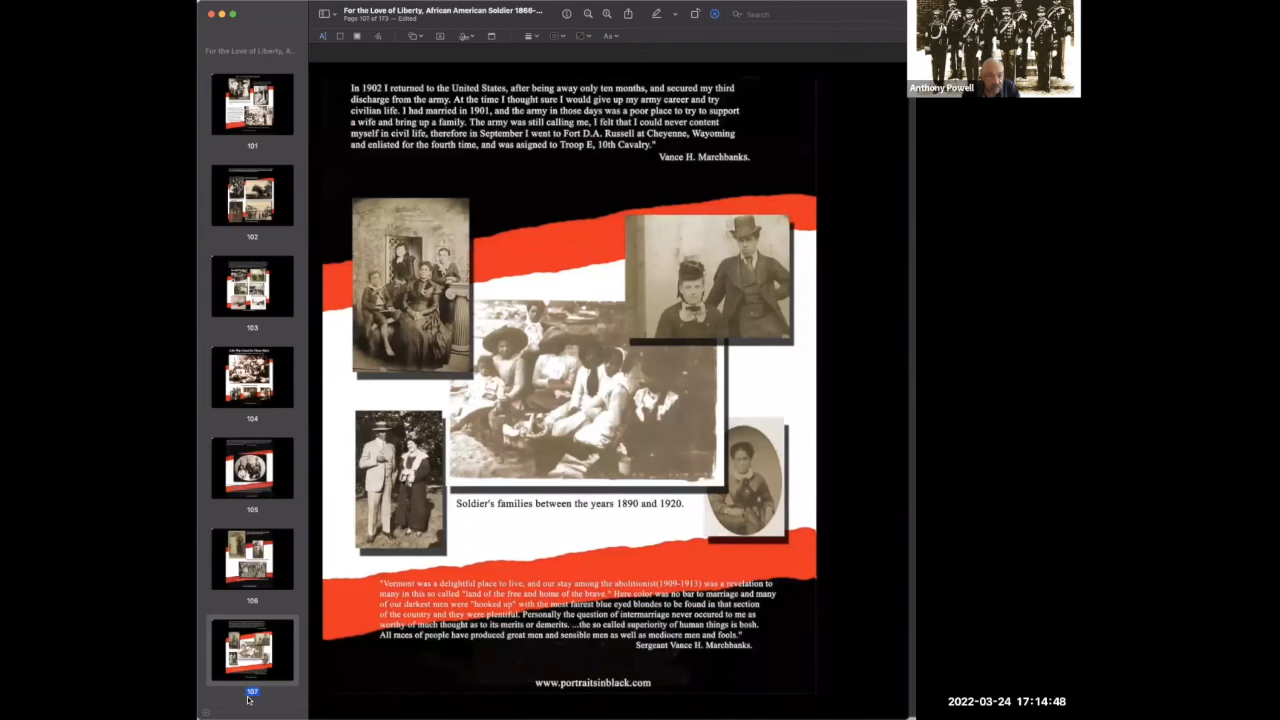 For the Love of Liberty, African American Soldier 1866-...
Page 107 of 173 — Edited
Search
Aa
For the Love of Liberty, A...
101
102
103
104
105
106
107
In 1902 I returned to the United States, after being away only ten months, and secured my third
discharge from the army. At the time I thought sure I would give up my army career and try
civilian life. I had married in 1901, and the army in those days was a poor place to try to support
a wife and bring up a family. The army was still calling me, I felt that I could never content
myself in civil life, therefore in September I went to Fort D.A. Russell at Cheyenne, Wayoming
and enlisted for the fourth time, and was asigned to Troop E, 10th Cavalry."
Vance H. Marchbanks.
Soldier's families between the years 1890 and 1920.
"Vermont was a delightful place to live, and our stay among the abolitionist(1909-1913) was a revelation to
many in this so called "land of the free and home of the brave." Here color was no bar to marriage and many
of our darkest men were "hooked up" with the most fairest blue eyed blondes to be found in that section
of the country and they were plentiful. Personally the question of intermarriage never occured to me as
worthy of much thought as to its merits or demerits. ...the so called superiority of human things is bosh.
All races of people have produced great men and sensible men as well as mediocre men and fools."
Sergeant Vance H. Marchbanks.
www.portraitsinblack.com
Anthony Powell
2022-03-24 17:14:48